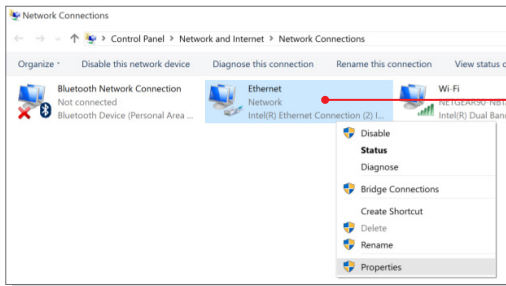 Network Connections
Control Panel > Network and Internet > Network Connections
Organize Disable this network device Diagnose this connection Rename this connection View status
Bluetooth Network Connection
Not connected
Bluetooth Device (Personal Area ...
Ethernet
Network
Intel(R) Ethernet Connection (2) I...
Wi-Fi
Intel(R) Dual Ban
Disable
Status
Diagnose
Bridge Connections
Create Shortcut
Delete
Rename
Properties